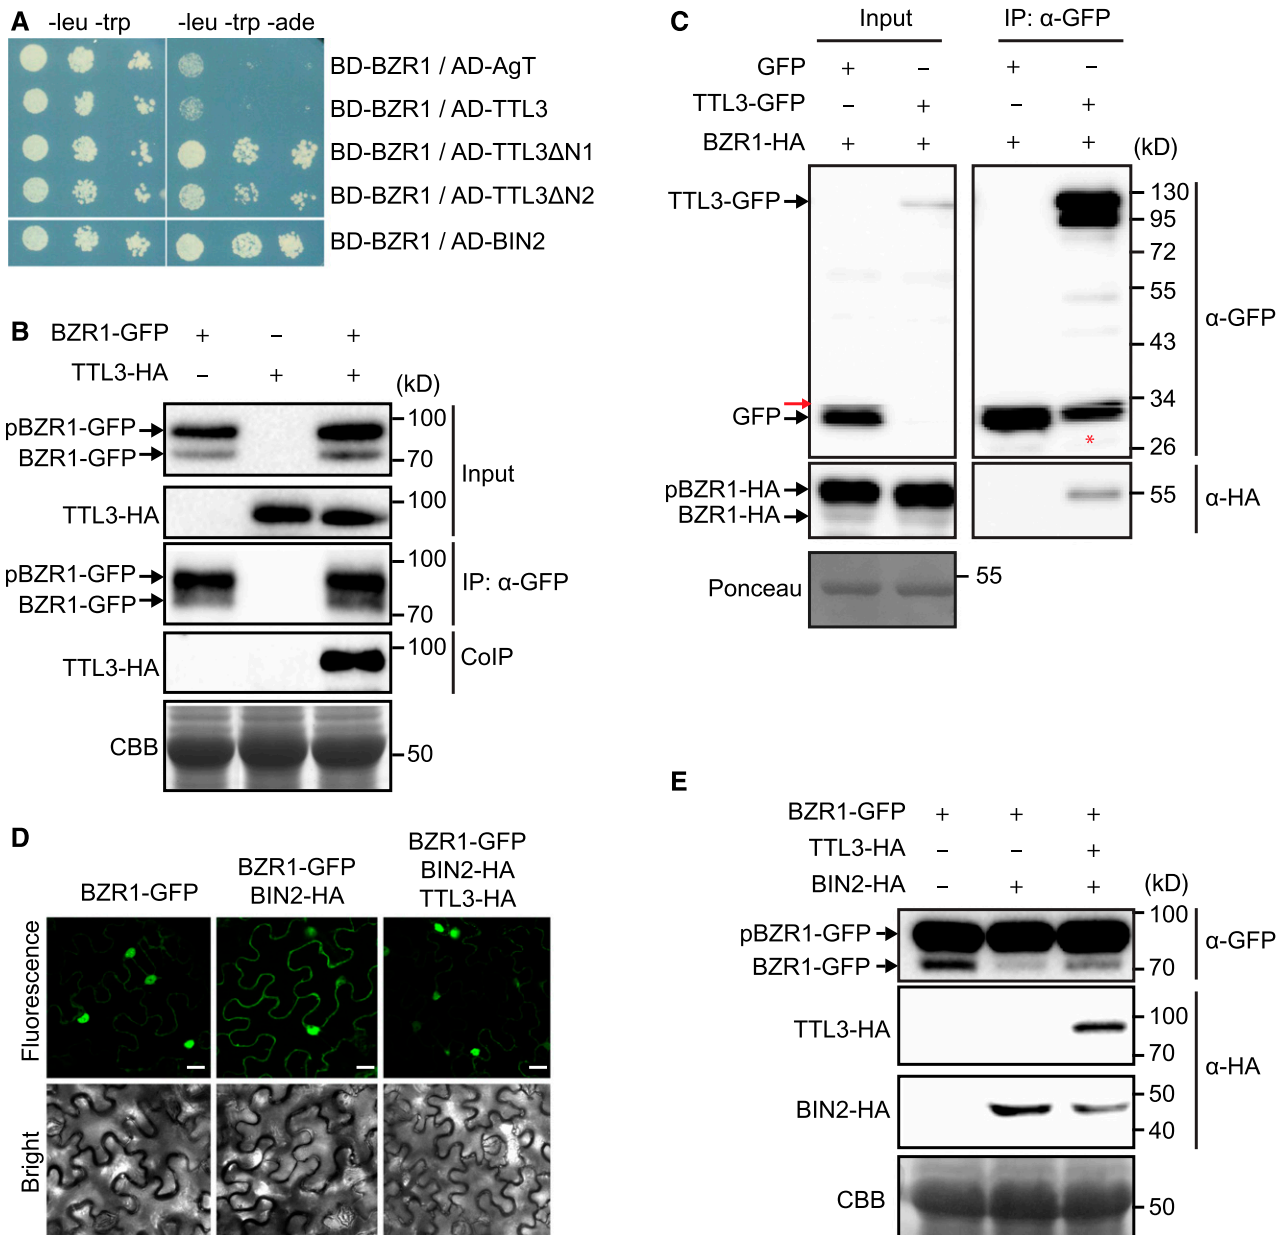 A
-leu -trp
-leu -trp -ade
BD-BZR1 / AD-AgT
BD-BZR1 / AD-TTL3
BD-BZR1 / AD-TTL3ΔN1
BD-BZR1 / AD-TTL3ΔN2
BD-BZR1 / AD-BIN2
B
BZR1-GFP + – +
TTL3-HA – + +
(kD)
pBZR1-GFP
BZR1-GFP
100
70
TTL3-HA
100
Input
pBZR1-GFP
BZR1-GFP
100
70
IP: α-GFP
TTL3-HA
100
CoIP
CBB
50
C
Input
IP: α-GFP
GFP + – + –
TTL3-GFP – + – +
BZR1-HA + + + +
(kD)
TTL3-GFP
GFP
130
95
72
55
43
34
26
*
α-GFP
pBZR1-HA
BZR1-HA
55
α-HA
Ponceau
55
D
BZR1-GFP
BZR1-GFP
BIN2-HA
BZR1-GFP
BIN2-HA
TTL3-HA
Fluorescence
Bright
E
BZR1-GFP + + +
TTL3-HA – – +
BIN2-HA – + +
(kD)
pBZR1-GFP
BZR1-GFP
100
70
α-GFP
TTL3-HA
100
70
BIN2-HA
50
40
α-HA
CBB
50